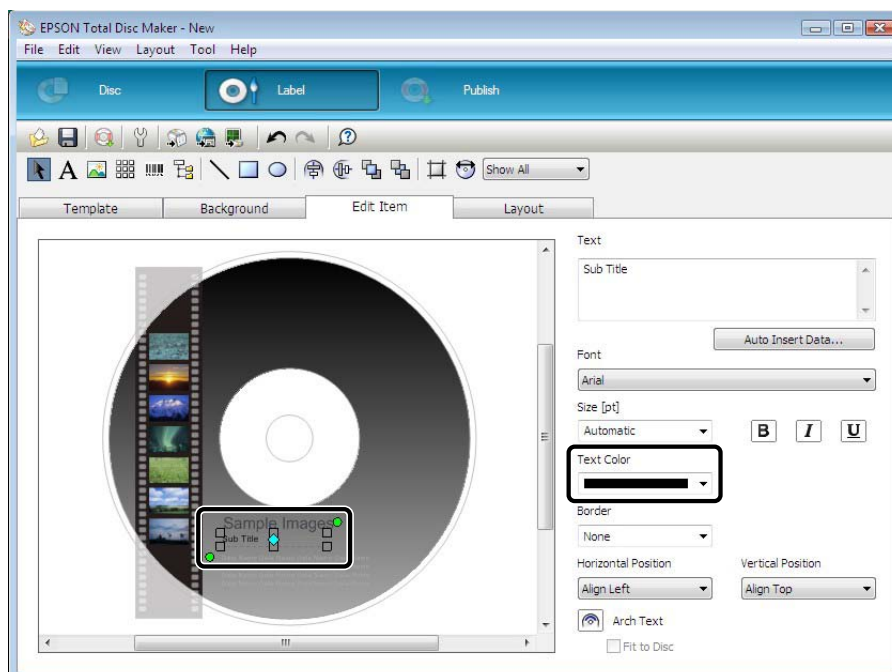 EPSON Total Disc Maker - New
File Edit View Layout Tool Help
Disc Label Publish
A Show All
Template Background Edit Item Layout
Text
Sub Title
Auto Insert Data...
Font
Arial
Size [pt]
Automatic B I U
Text Color
Border
None
Horizontal Position Vertical Position
Align Left Align Top
Arch Text
Fit to Disc
Sample Images
Sub Title